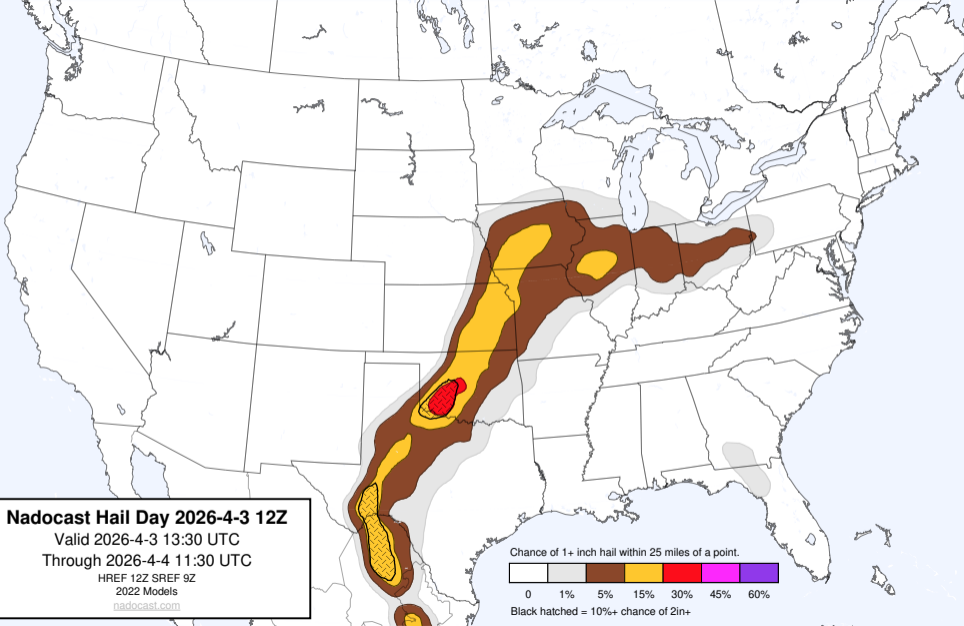 Nadocast Hail Day 2026-4-3 12Z
Valid 2026-4-3 13:30 UTC
Through 2026-4-4 11:30 UTC
HREF 12Z SREF 9Z
2022 Models
nadocast.com
Chance of 1+ inch hail within 25 miles of a point.
0 1% 5% 15% 30% 45% 60%
Black hatched = 10%+ chance of 2in+